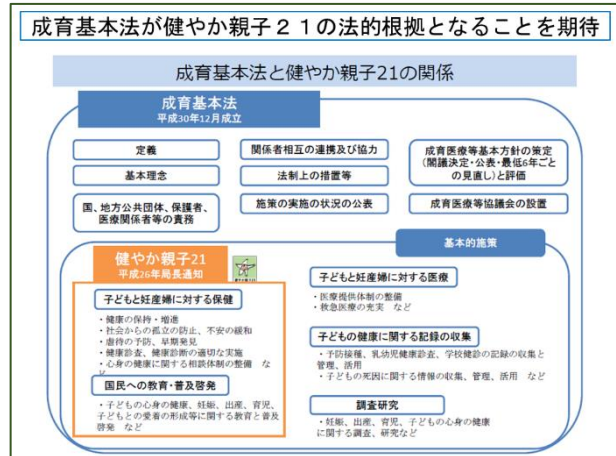 成育基本法が健やか親子２１の法的根拠となることを期待
成育基本法と健やか親子21の関係
成育基本法
平成30年12月成立
定義
基本理念
国、地方公共団体、保護者、
医療関係者等の責務
関係者相互の連携及び協力
法制上の措置等
施策の実施の状況の公表
成育医療等基本方針の策定
(閣議決定・公表・最低6年ごと
の見直し)と評価
成育医療等協議会の設置
基本的施策
健やか親子21
平成26年局長通知
子どもと妊産婦に対する保健
・健康の保持・増進
・社会からの孤立の防止、不安の緩和
・虐待の予防、早期発見
・健康診査、健康診断の適切な実施
・心身の健康に関する相談体制の整備 な
ど
国民への教育・普及啓発
・子どもの心身の健康、妊娠、出産、育児、
子どもとの愛着の形成等に関する教育と普及
啓発 など
子どもと妊産婦に対する医療
・医療提供体制の整備
・救急医療の充実 など
子どもの健康に関する記録の収集
・予防接種、乳幼児健康診査、学校健診の記録の収集と
管理、活用
・子どもの死因に関する情報の収集、管理、活用 など
調査研究
・妊娠、出産、育児、子どもの心身の健康
に関する調査、研究など